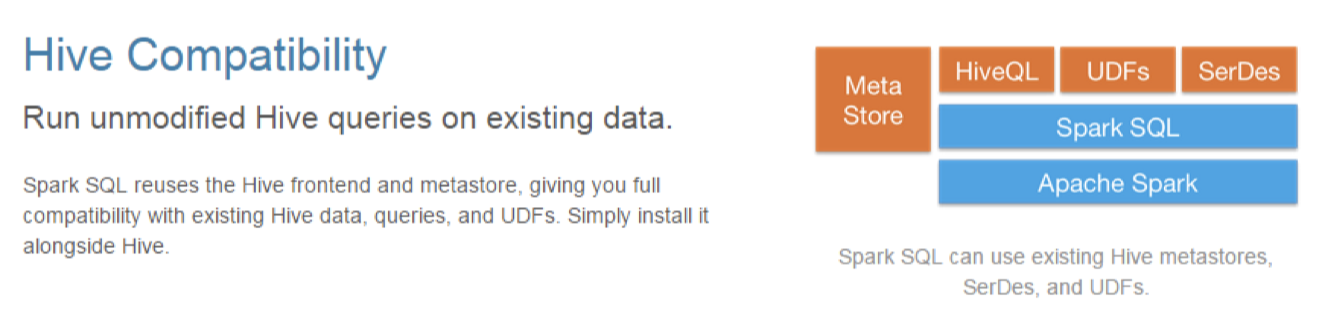 Hive Compatibility
Run unmodified Hive queries on existing data.
Spark SQL reuses the Hive frontend and metastore, giving you full
compatibility with existing Hive data, queries, and UDFs. Simply install it
alongside Hive.
Meta
Store
HiveQL
UDFs
SerDes
Spark SQL
Apache Spark
Spark SQL can use existing Hive metastores,
SerDes, and UDFs.